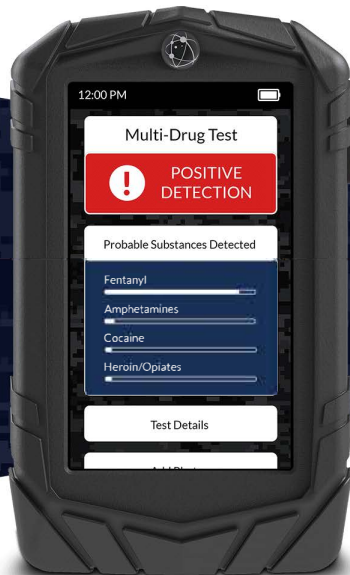 12:00 PM
Multi-Drug Test
!
POSITIVE
DETECTION
Probable Substances Detected
Fentanyl
Amphetamines
Cocaine
Heroin/Opiates
Test Details